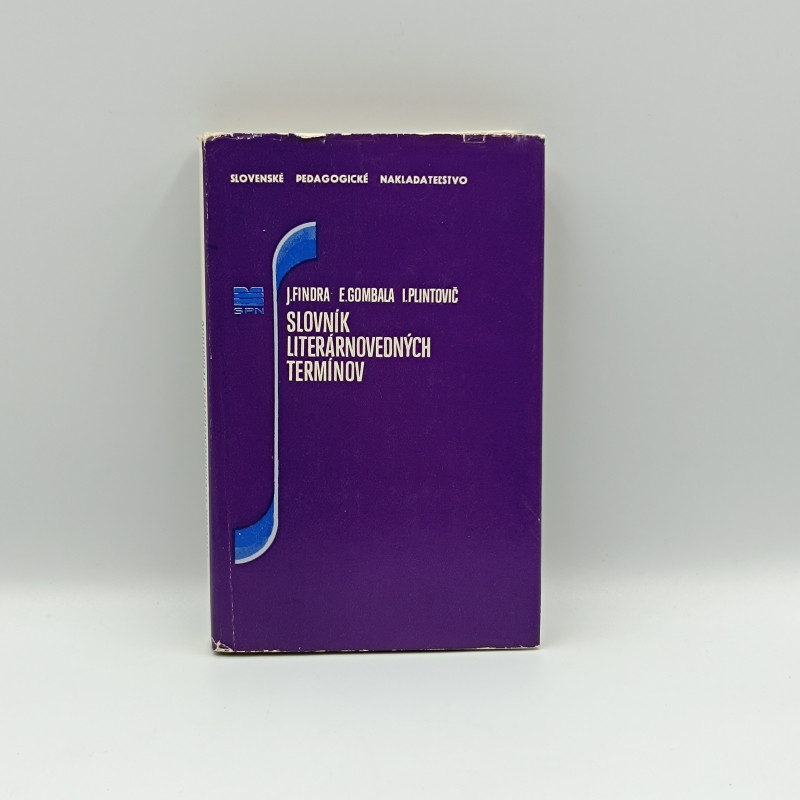 SLOVENSKÉ PEDAGOGICKÉ NAKLADATEĽSTVO
J.FINDRA E.GOMBALA I.PLINTOVIČ
SPN
SLOVNÍK
LITERÁRNOVEDNÝCH
TERMÍNOV